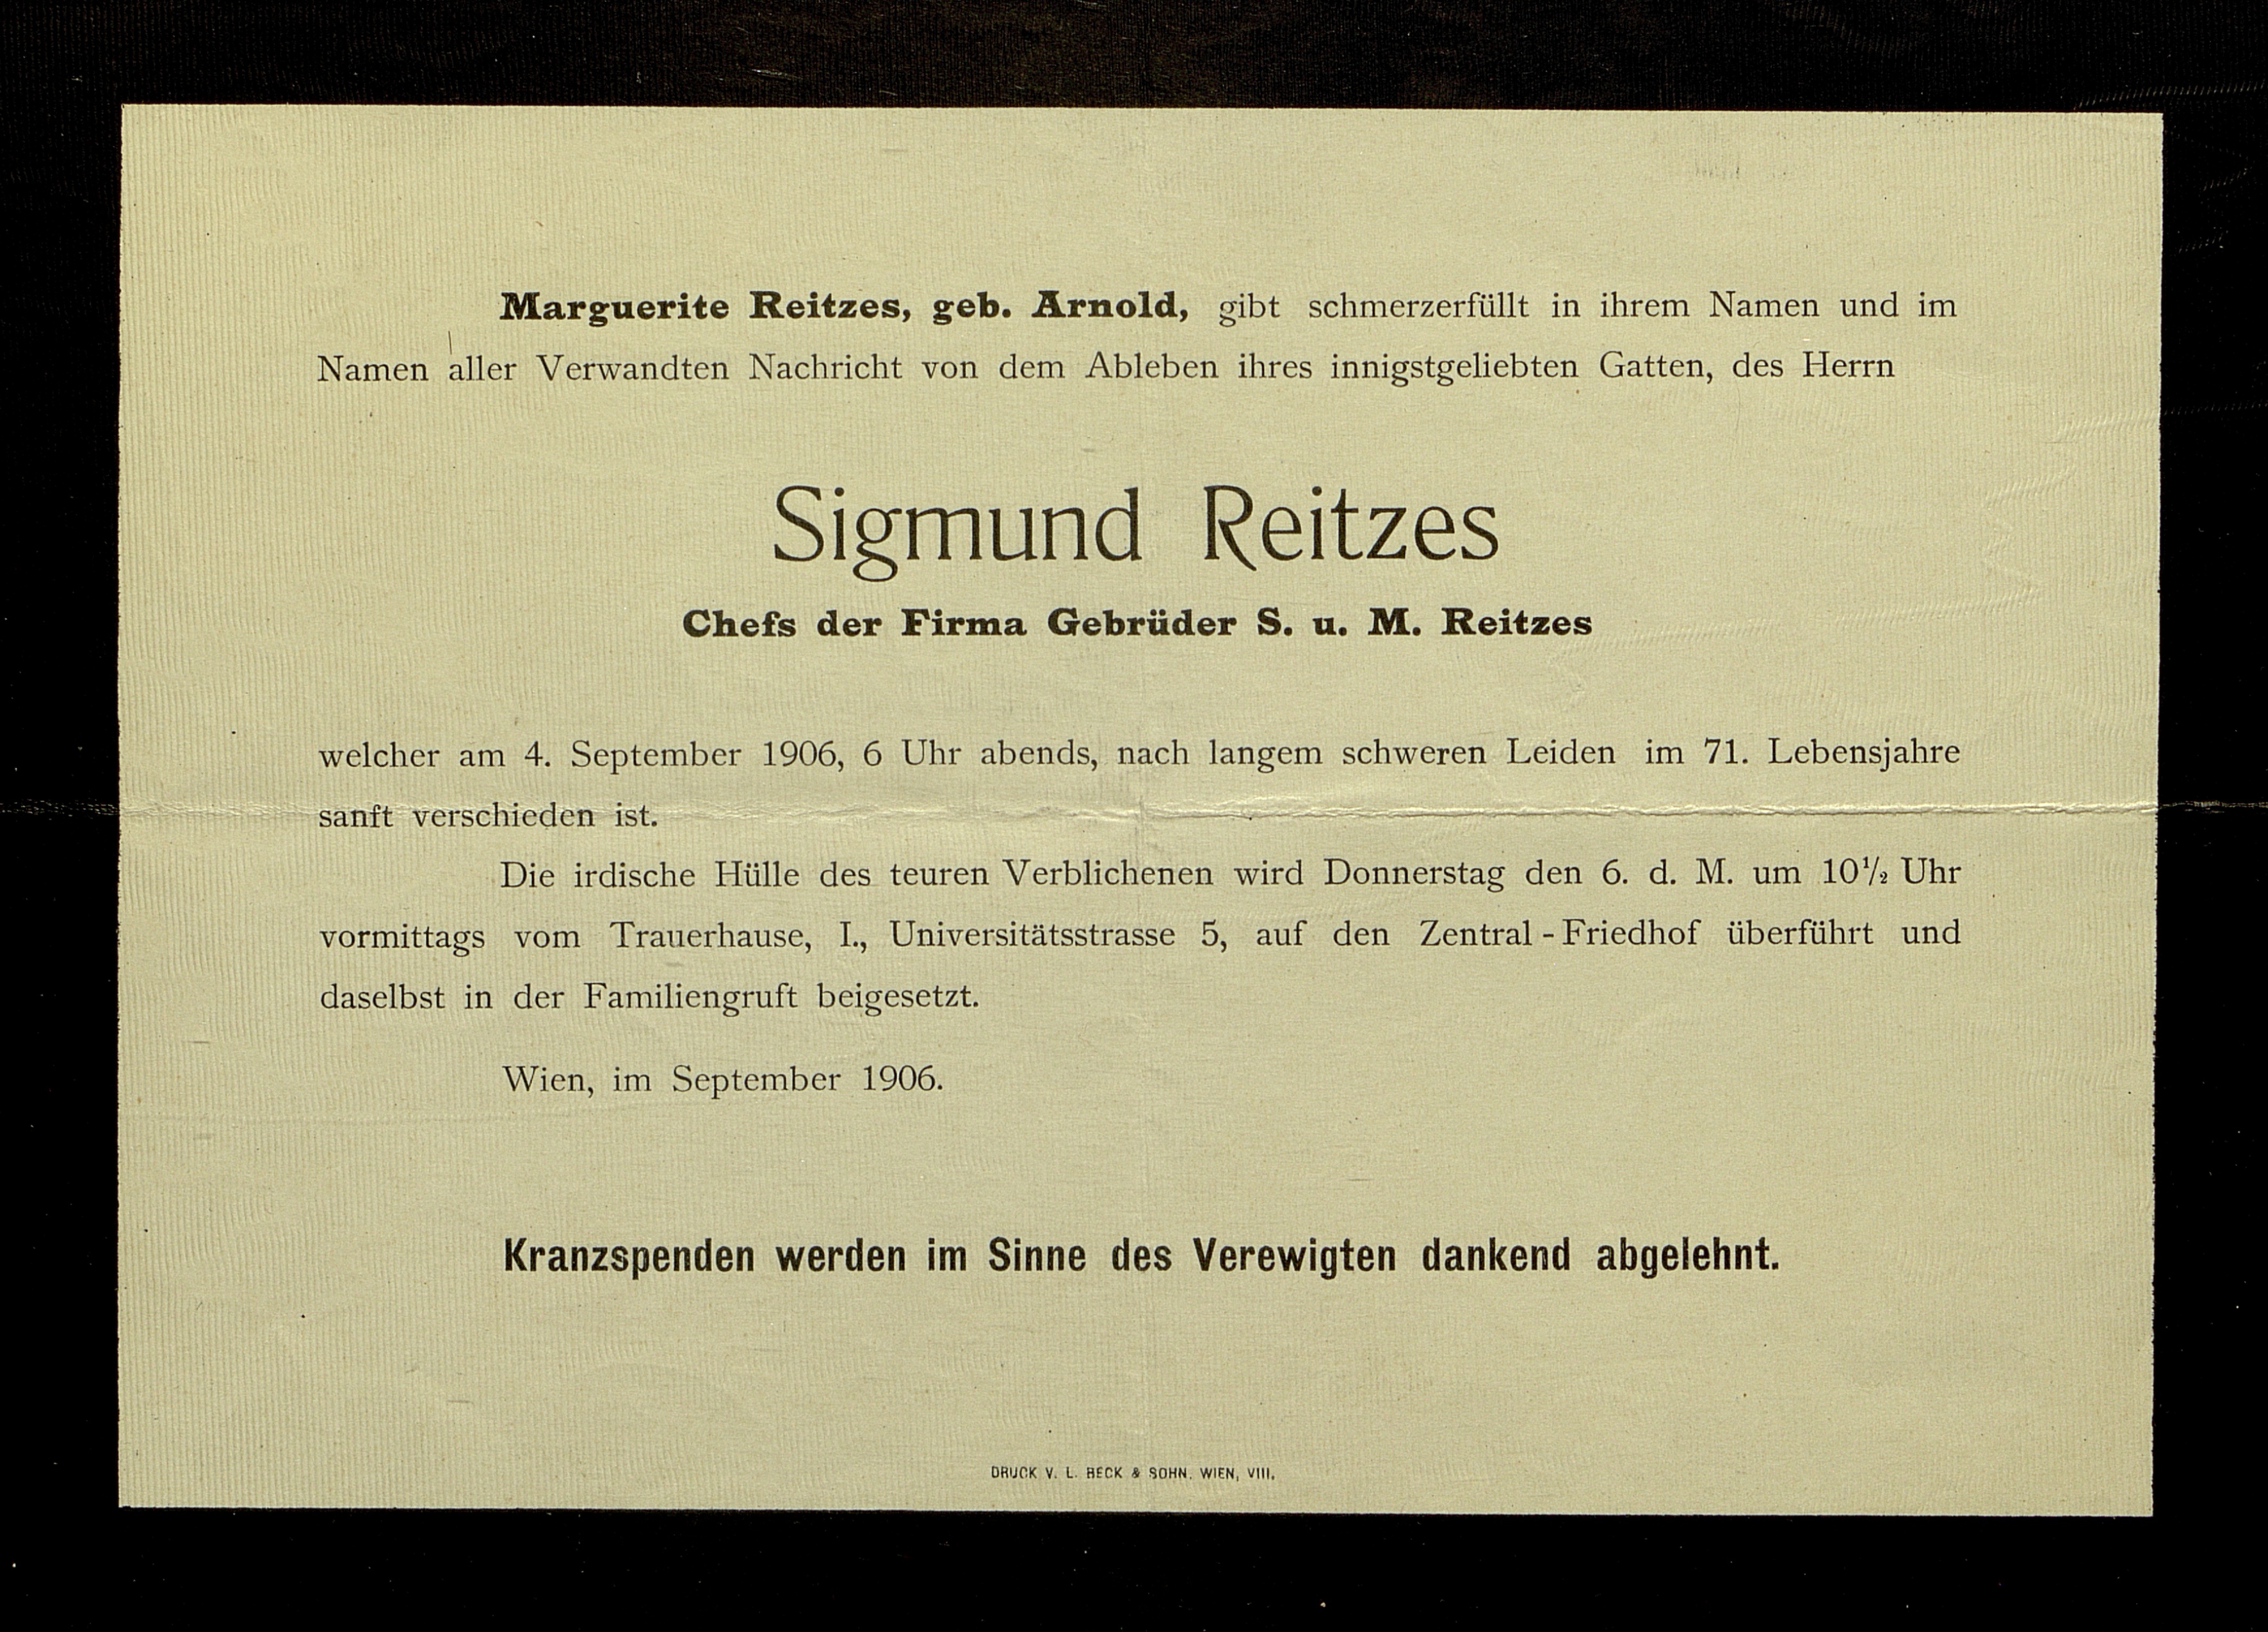 Marguerite Reitzes, geb. Arnold, gibt schmerzerfüllt in ihrem Namen und im
Namen aller Verwandten Nachricht von dem Ableben ihres innigstgeliebten Gatten, des Herrn
Sigmund Reitzes
Chefs der Firma Gebrüder S. u. M. Reitzes
welcher am 4. September 1906, 6 Uhr abends, nach langem schweren Leiden im 71. Lebensjahre
sanft verschieden ist.
Die irdische Hülle des teuren Verblichenen wird Donnerstag den 6. d. M. um 10½ Uhr
vormittags vom Trauerhause, I., Universitätsstrasse 5, auf den Zentral-Friedhof überführt und
daselbst in der Familiengruft beigesetzt.
Wien, im September 1906.
Kranzspenden werden im Sinne des Verewigten dankend abgelehnt.
DRUCK V. L. BECK & SOHN, WIEN, VIII.